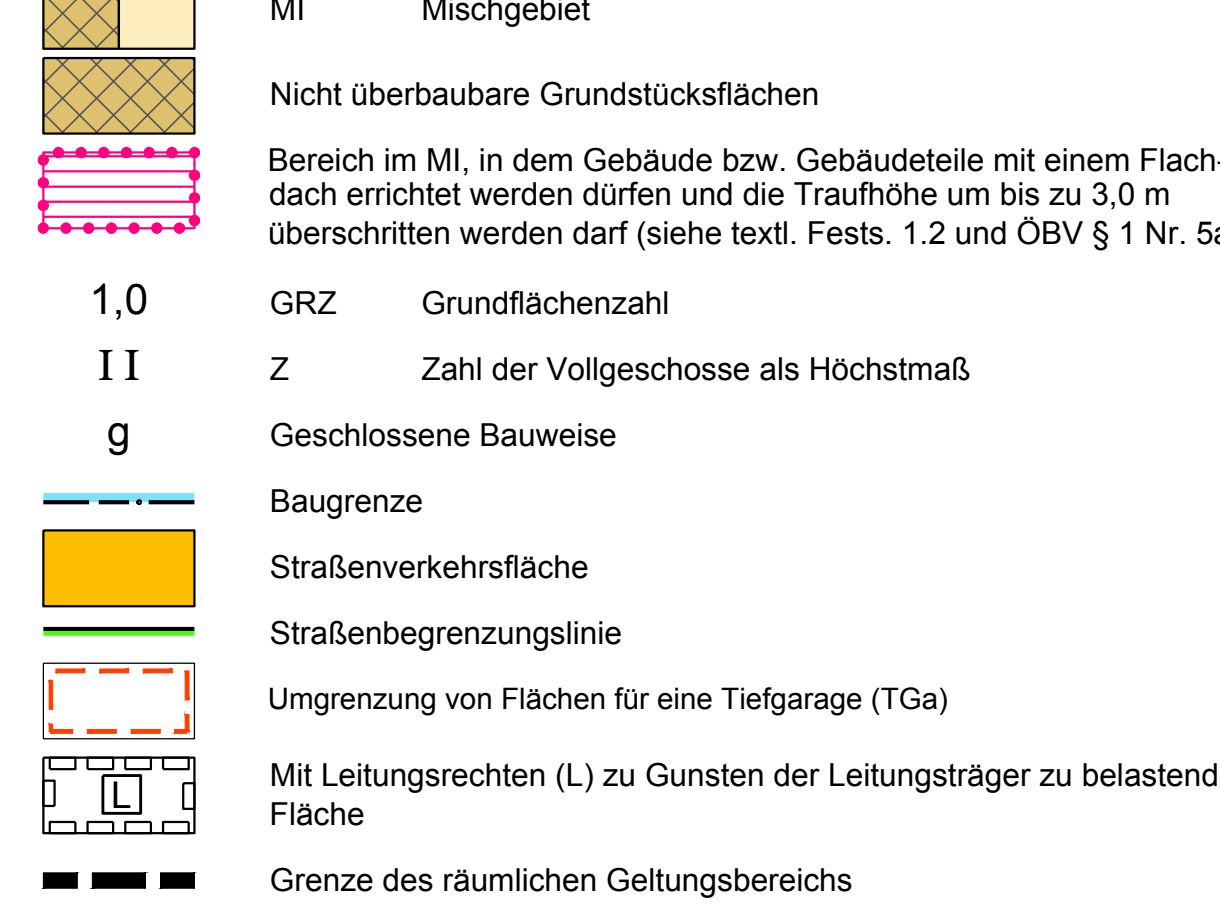 MI Mischgebiet
Nicht überbaubare Grundstücksflächen
Bereich im MI, in dem Gebäude bzw. Gebäudeteile mit einem Flach-
dach errichtet werden dürfen und die Traufhöhe um bis zu 3,0 m
überschritten werden darf (siehe textl. Fests. 1.2 und ÖBV § 1 Nr. 5a
1,0 GRZ Grundflächenzahl
II Z Zahl der Vollgeschosse als Höchstmaß
g Geschlossene Bauweise
Baugrenze
Straßenverkehrsfläche
Straßenbegrenzungslinie
Umgrenzung von Flächen für eine Tiefgarage (TGa)
L Mit Leitungsrechten (L) zu Gunsten der Leitungsträger zu belastend
Fläche
Grenze des räumlichen Geltungsbereichs